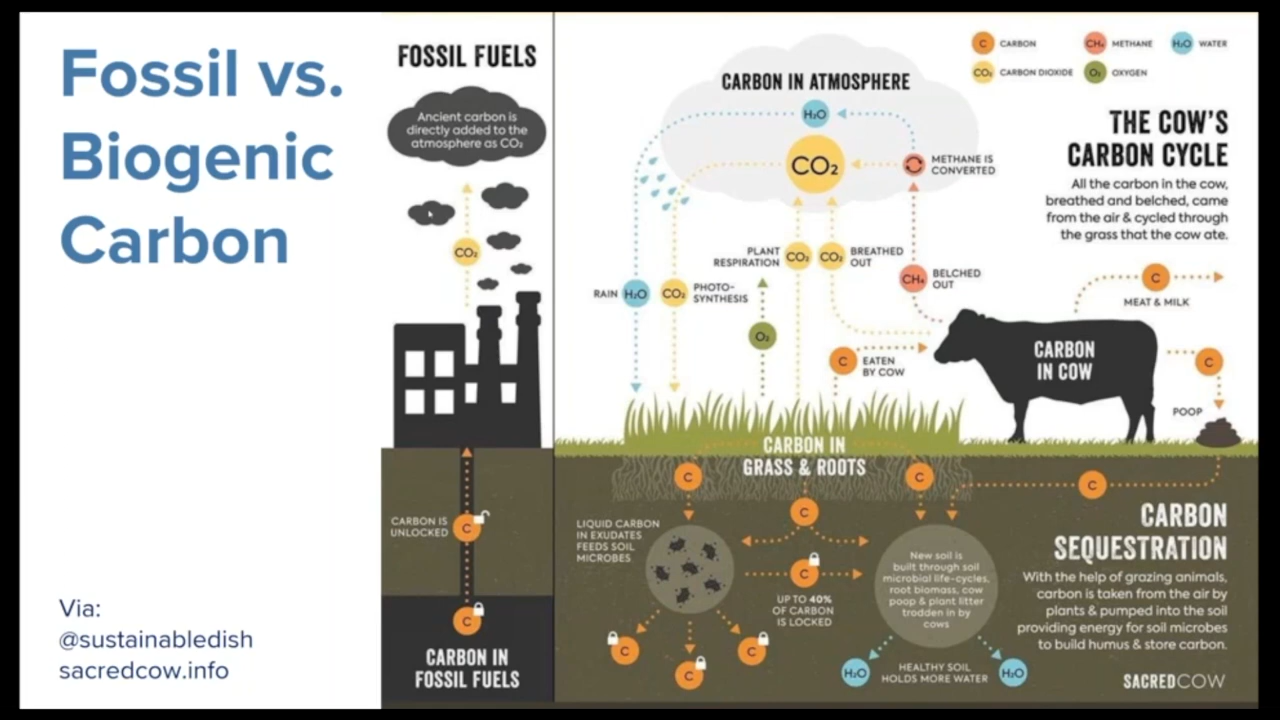 Fossil vs.
Biogenic
Carbon
Via:
@sustainabledish
sacredcow.info
FOSSIL FUELS
Ancient carbon is
directly added to the
atmosphere as CO₂
CO₂
CARBON IS
UNLOCKED
C
C
CARBON IN
FOSSIL FUELS
C CARBON
CH₄ METHANE
H₂O WATER
CO₂ CARBON DIOXIDE
O₂ OXYGEN
CARBON IN ATMOSPHERE
H₂O
CO₂
METHANE IS
CONVERTED
THE COW'S
CARBON CYCLE
All the carbon in the cow,
breathed and belched, came
from the air & cycled through
the grass that the cow ate.
RAIN H₂O
CO₂ PHOTO-
SYNTHESIS
PLANT
RESPIRATION
CO₂
CO₂
BREATHED
OUT
CH₄
BELCHED
OUT
C
MEAT & MILK
O₂
C
EATEN
BY COW
CARBON
IN COW
C
POOP
CARBON IN
GRASS & ROOTS
C
C
C
C
LIQUID CARBON
IN EXUDATES
FEEDS SOIL
MICROBES
C
UP TO 40%
OF CARBON
IS LOCKED
New soil is
built through soil
microbial life-cycles,
root biomass, cow
poop & plant litter
trodden in by
cows
C
C
C
H₂O
HEALTHY SOIL
HOLDS MORE WATER
H₂O
CARBON
SEQUESTRATION
With the help of grazing animals,
carbon is taken from the air by
plants & pumped into the soil
providing energy for soil microbes
to build humus & store carbon.
SACREDCOW